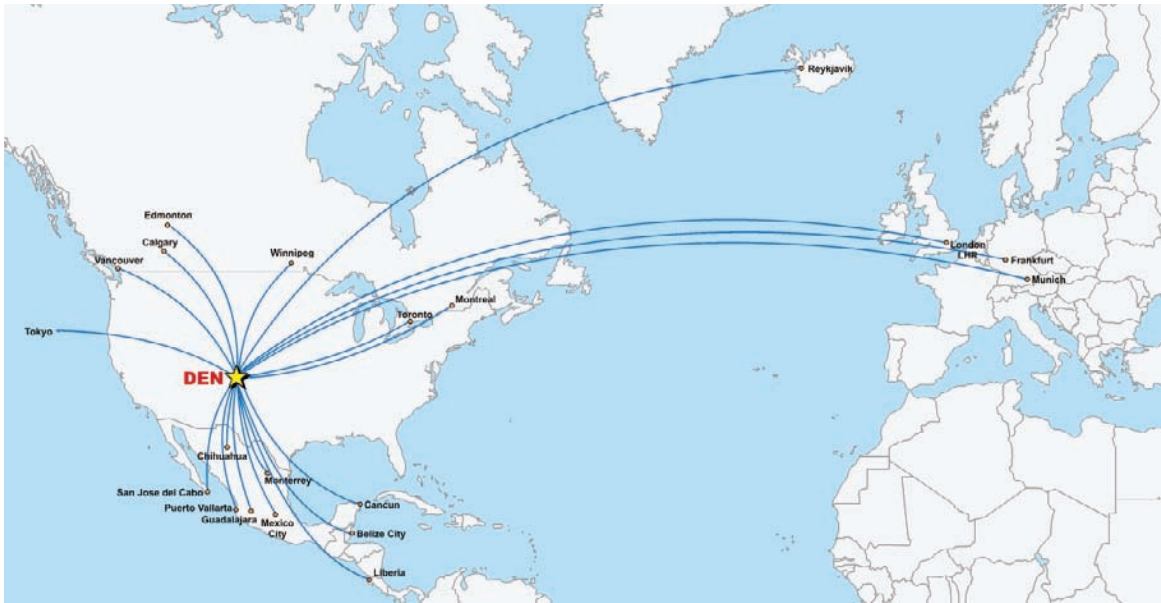 Reykjavik
Edmonton
Calgary
Winnipeg
Vancouver
London
LHR
Frankfurt
Munich
Montreal
Toronto
Tokyo
DEN
Chihuahua
Monterrey
San Jose del Cabo
Puerto Vallarta
Guadalajara
Mexico
City
Cancun
Belize City
Liberia